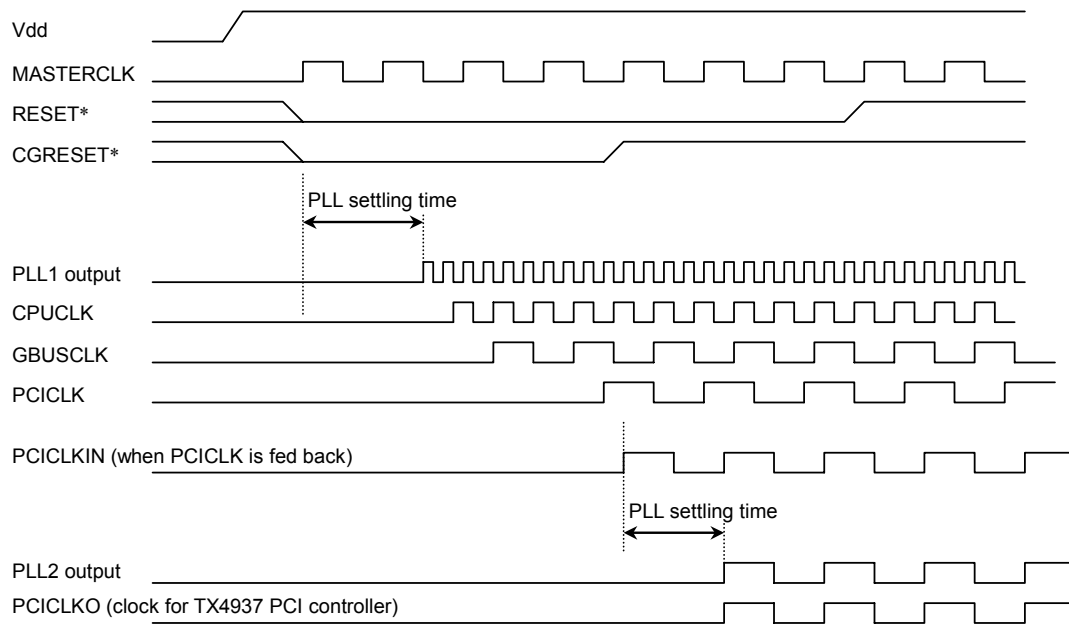 Vdd
MASTERCLK
RESET*
CGRESET*
PLL settling time
PLL1 output
CPUCLK
GBUSCLK
PCICLK
PCICLKIN (when PCICLK is fed back)
PLL settling time
PLL2 output
PCICLKO (clock for TX4937 PCI controller)